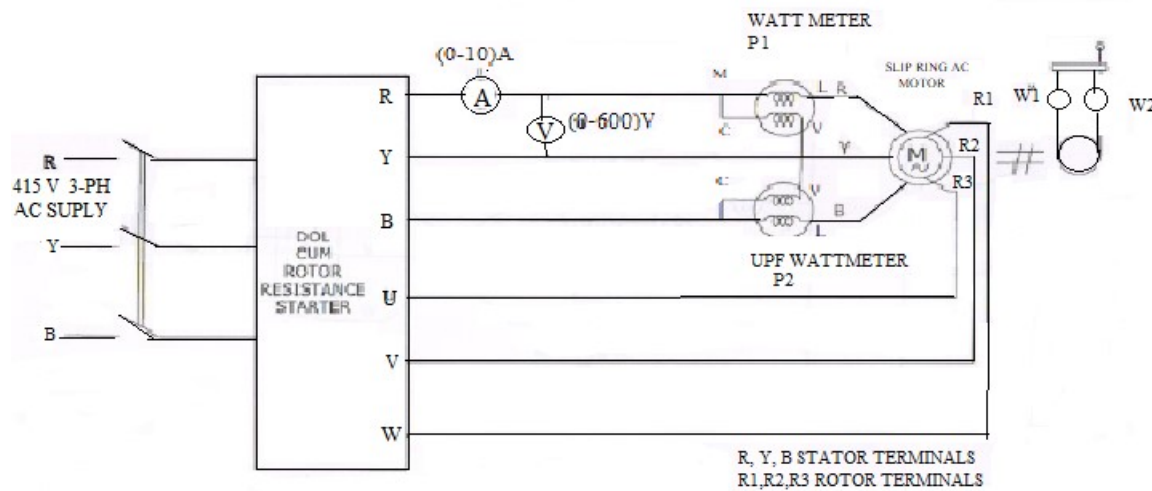 WATT METER
P1
(0-10)A
M
L
R
SLIP RING AC
MOTOR
R1
W1
W2
R
A
V
(0-600)V
C
V
R
415 V 3-PH
AC SUPLY
Y
Y
M
R2
R3
C
V
B
L
B
Y
DOL
CUM
ROTOR
RESISTANCE
STARTER
UPF WATTMETER
P2
U
B
V
W
R, Y, B STATOR TERMINALS
R1,R2,R3 ROTOR TERMINALS